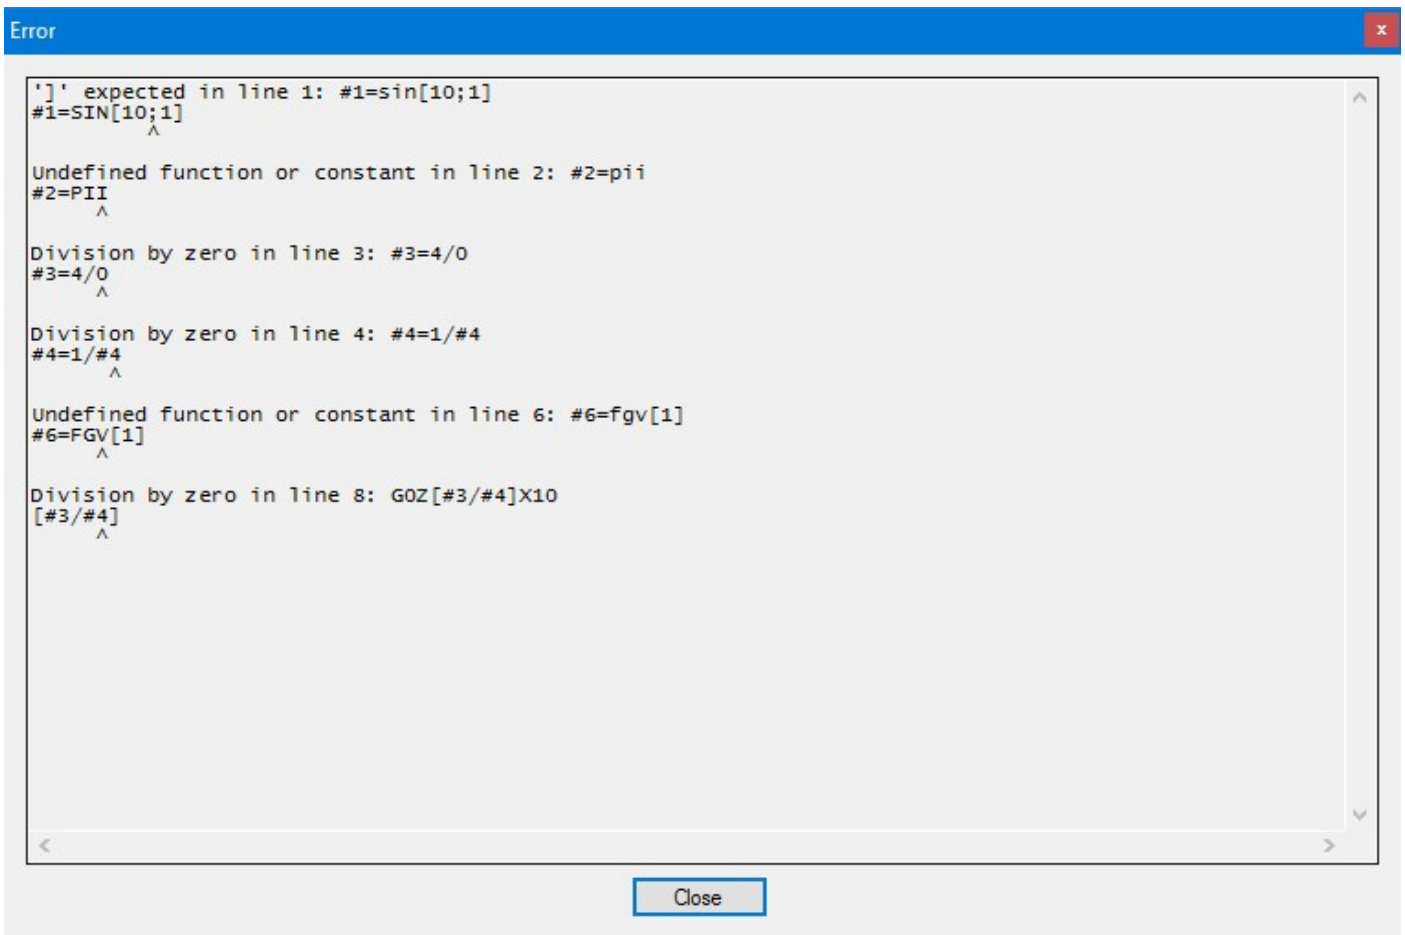 Error
x
']' expected in line 1: #1=sin[10;1]
#1=SIN[10;1]
^
Undefined function or constant in line 2: #2=pii
#2=PII
^
Division by zero in line 3: #3=4/0
#3=4/0
^
Division by zero in line 4: #4=1/#4
#4=1/#4
^
Undefined function or constant in line 6: #6=fgv[1]
#6=FGV[1]
^
Division by zero in line 8: G0Z[#3/#4]X10
[#3/#4]
^
Close